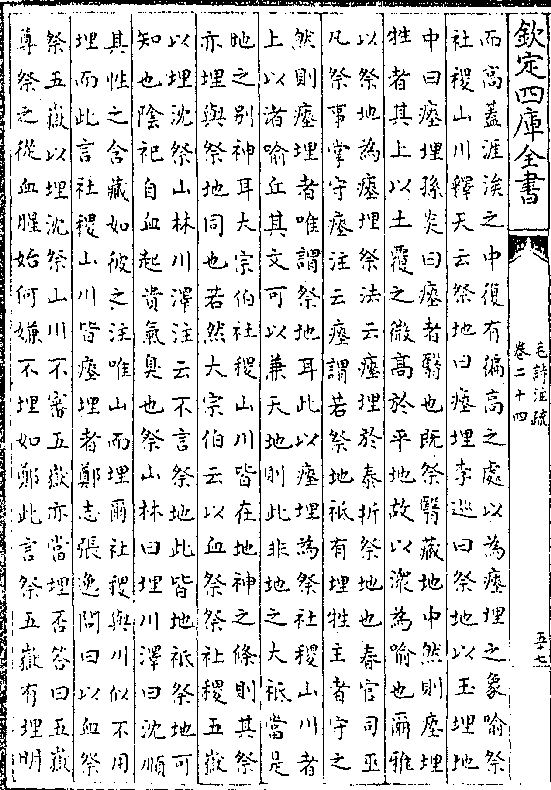 欽定四庫全書
毛詩注疏
卷二十四
五十七
而高蓋涯涘之中復有偏高之處以為瘞埋之象喻祭
社稷山川釋天云祭地曰瘞埋李巡曰祭地以玉埋地
中曰瘞埋孫炎曰瘞者翳也既祭翳藏地中然則瘞埋
牲者其上以土覆之微高於平地故以漘為喻也爾雅
以祭地為瘞埋祭法云瘞埋於泰折祭地也春官司巫
凡祭事掌守瘞注云瘞謂若祭地祗有埋牲主者守之
然則瘞埋者唯謂祭地耳此以瘞埋為祭社稷山川者
上以渚喻丘其文可以兼天地則此非地之大祗當是
地之別神耳大宗伯社稷山川皆在地神之條則其祭
亦埋與祭地同也若然大宗伯云以血祭祭社稷五嶽
以埋沈祭山林川澤注云不言祭地此皆地祗祭地可
知也陰祀自血起貴氣臭也祭山林曰埋川澤曰沈順
其性之含藏如彼之注唯山而埋爾社稷與川似不用
埋而此言社稷山川皆瘞埋者鄭志張逸問曰以血祭
祭五嶽以埋沈祭山川不審五嶽亦當埋否答曰五嶽
尊祭之從血腥始何嫌不埋如鄭此言祭五嶽有埋明